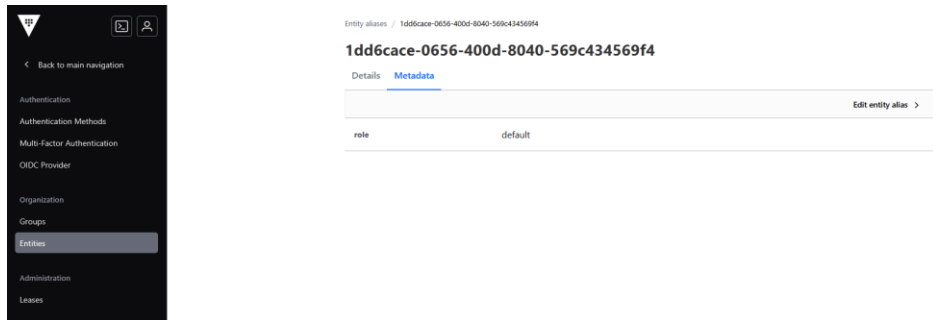 Back to main navigation
Authentication
Authentication Methods
Multi-Factor Authentication
OIDC Provider
Organization
Groups
Entities
Administration
Leases
Entity aliases / 1dd6cace-0656-400d-8040-569c434569f4
1dd6cace-0656-400d-8040-569c434569f4
Details Metadata
Edit entity alias
role default